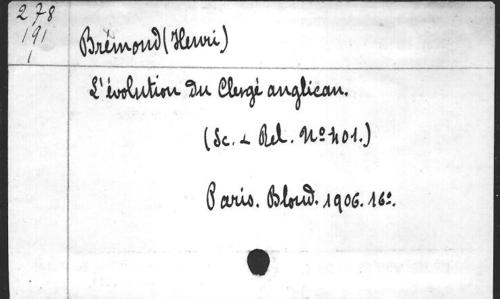 278
191
1
Brémond (Henri)
L'évolution du Clergé anglican.
(Sc. & Rel. No 401.)
Paris. Bloud. 1906. 16o.